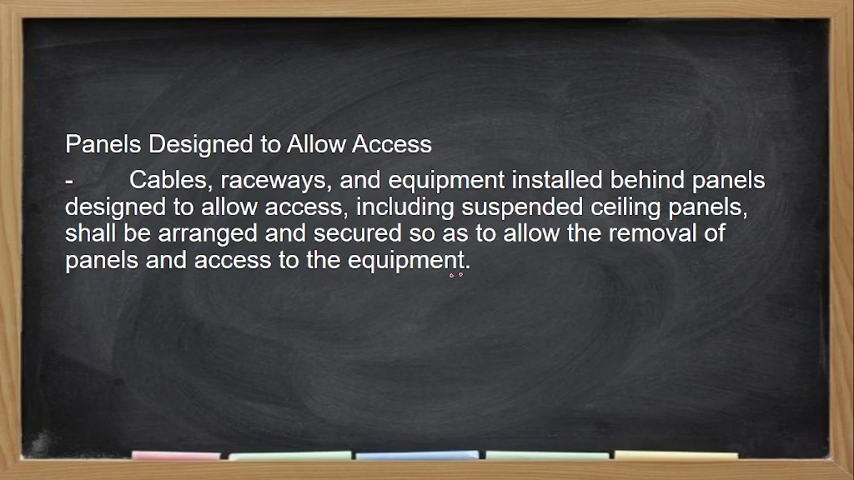 Panels Designed to Allow Access
- Cables, raceways, and equipment installed behind panels
designed to allow access, including suspended ceiling panels,
shall be arranged and secured so as to allow the removal of
panels and access to the equipment.